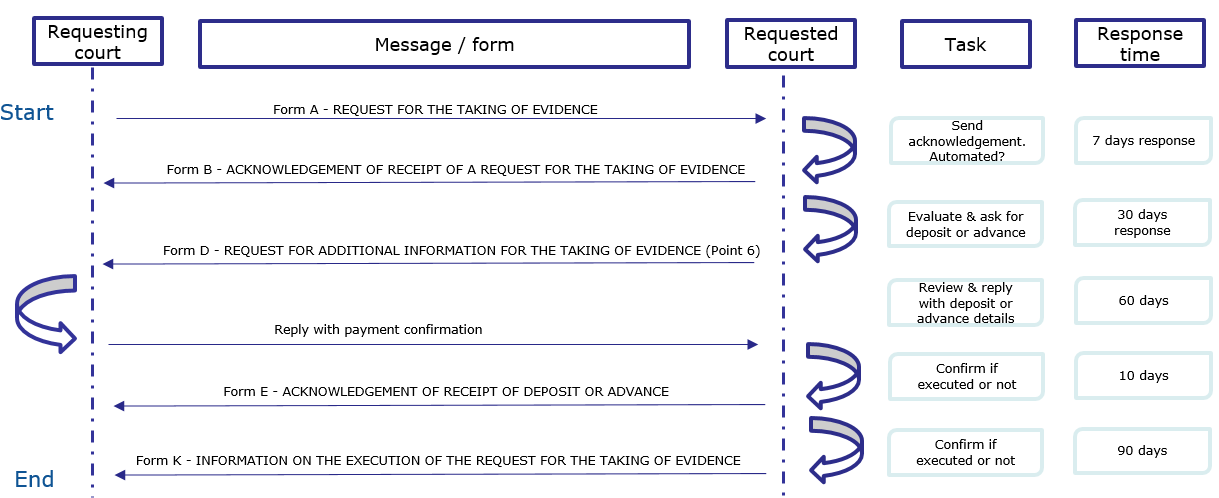 Requesting
court
Message / form
Requested
court
Task
Response
time
Start
Form A - REQUEST FOR THE TAKING OF EVIDENCE
Send
acknowledgement.
Automated?
7 days response
Form B - ACKNOWLEDGEMENT OF RECEIPT OF A REQUEST FOR THE TAKING OF EVIDENCE
Evaluate & ask for
deposit or advance
30 days
response
Form D - REQUEST FOR ADDITIONAL INFORMATION FOR THE TAKING OF EVIDENCE (Point 6)
Review & reply
with deposit or
advance details
60 days
Reply with payment confirmation
Confirm if
executed or not
10 days
Form E - ACKNOWLEDGEMENT OF RECEIPT OF DEPOSIT OR ADVANCE
Confirm if
executed or not
90 days
Form K - INFORMATION ON THE EXECUTION OF THE REQUEST FOR THE TAKING OF EVIDENCE
End